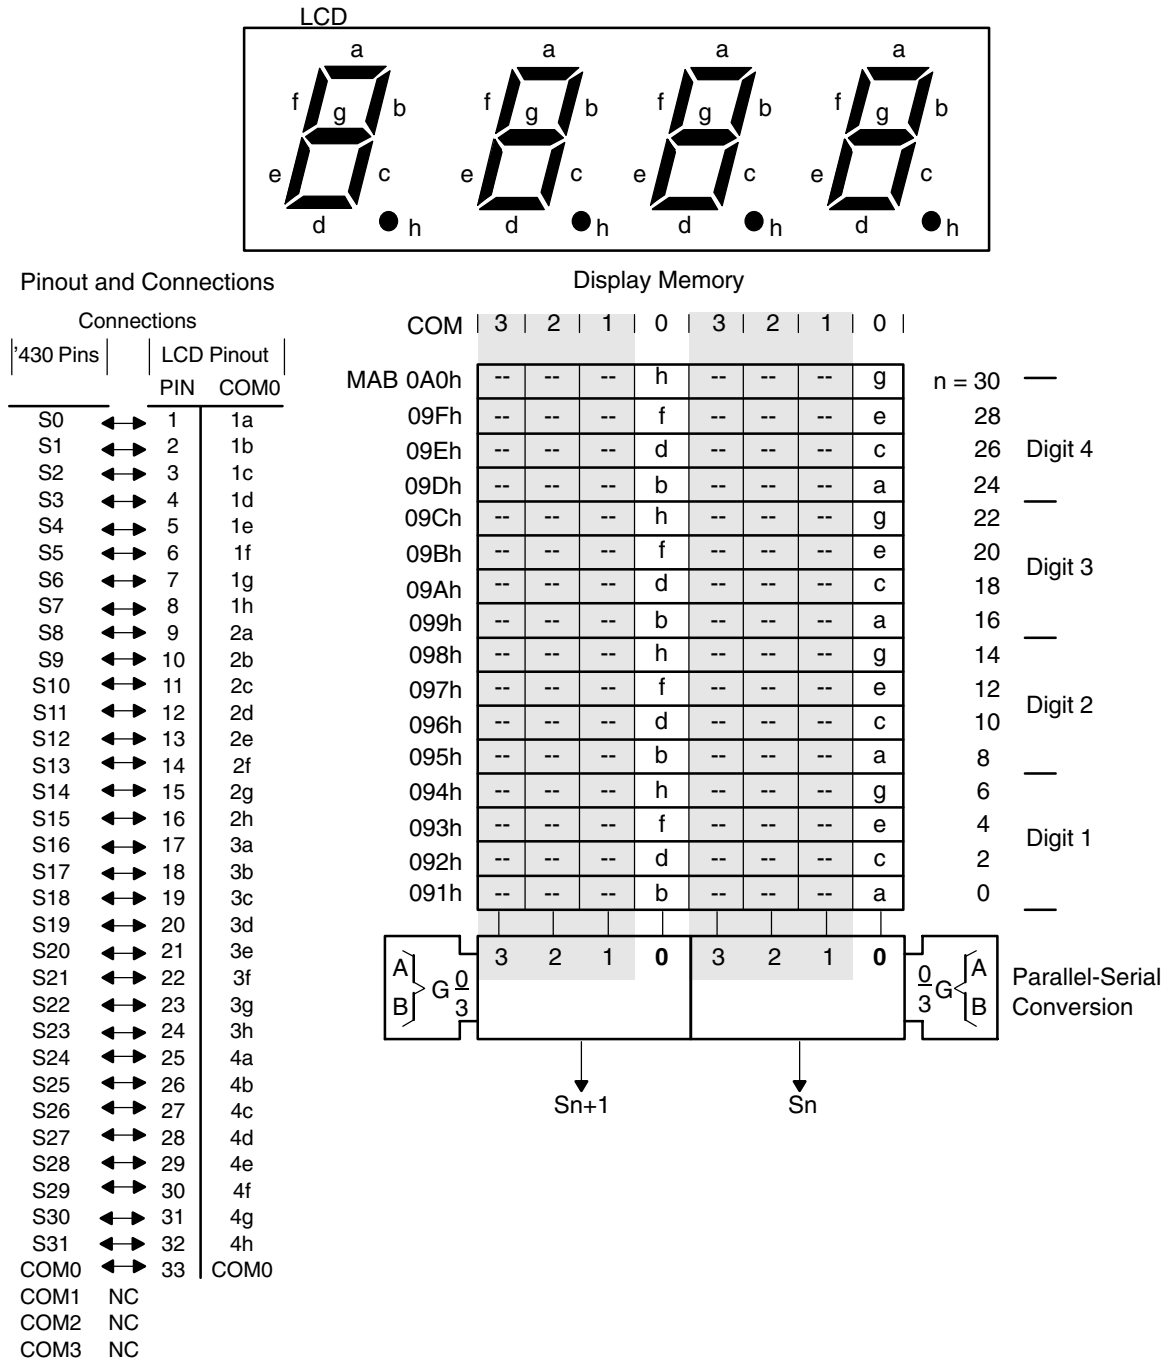 LCD
a a a a
f g b f g b f g b f g b
e c e c e c e c
d h d h d h d h
Pinout and Connections
Connections
'430 Pins LCD Pinout
PIN COM0
S0 1 1a
S1 2 1b
S2 3 1c
S3 4 1d
S4 5 1e
S5 6 1f
S6 7 1g
S7 8 1h
S8 9 2a
S9 10 2b
S10 11 2c
S11 12 2d
S12 13 2e
S13 14 2f
S14 15 2g
S15 16 2h
S16 17 3a
S17 18 3b
S18 19 3c
S19 20 3d
S20 21 3e
S21 22 3f
S22 23 3g
S23 24 3h
S24 25 4a
S25 26 4b
S26 27 4c
S27 28 4d
S28 29 4e
S29 30 4f
S30 31 4g
S31 32 4h
COM0 33 COM0
COM1 NC
COM2 NC
COM3 NC
Display Memory
COM 3 2 1 0 3 2 1 0
MAB 0A0h -- -- -- h -- -- -- g n = 30
09Fh -- -- -- f -- -- -- e 28
09Eh -- -- -- d -- -- -- c 26 Digit 4
09Dh -- -- -- b -- -- -- a 24
09Ch -- -- -- h -- -- -- g 22
09Bh -- -- -- f -- -- -- e 20 Digit 3
09Ah -- -- -- d -- -- -- c 18
099h -- -- -- b -- -- -- a 16
098h -- -- -- h -- -- -- g 14
097h -- -- -- f -- -- -- e 12 Digit 2
096h -- -- -- d -- -- -- c 10
095h -- -- -- b -- -- -- a 8
094h -- -- -- h -- -- -- g 6
093h -- -- -- f -- -- -- e 4 Digit 1
092h -- -- -- d -- -- -- c 2
091h -- -- -- b -- -- -- a 0
A B G 0 3 3 2 1 0 3 2 1 0 0 3 G A B
Parallel-Serial
Conversion
Sn+1 Sn